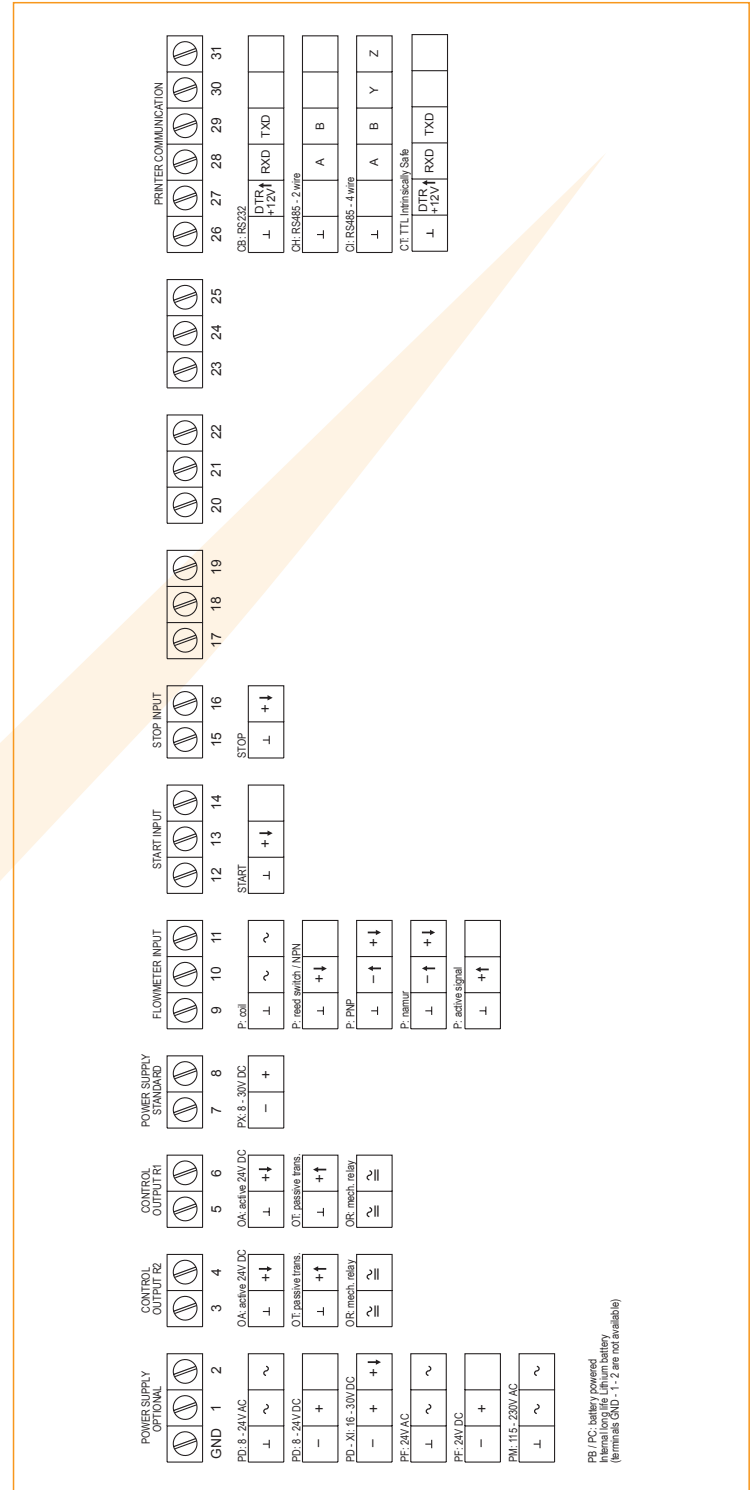 POWER SUPPLY
OPTIONAL
GND 1 2
PD: 8 - 24V AC
⊥ ~ ~
PD: 8 - 24V DC
− +
PD - XI: 16 - 30V DC
− + +↓
PF: 24V AC
⊥ ~ ~
PF: 24V DC
− +
PM: 115 - 230V AC
⊥ ~ ~
PB / PC: battery powered
Internal long life Lithium battery
(terminals GND - 1 - 2 are not available)
CONTROL
OUTPUT R2
3 4
OA: active 24V DC
⊥ +↓
OT: passive trans.
⊥ +↑
OR: mech. relay
≂ ≂
CONTROL
OUTPUT R1
5 6
OA: active 24V DC
⊥ +↓
OT: passive trans.
⊥ +↑
OR: mech. relay
≂ ≂
POWER SUPPLY
STANDARD
7 8
PX: 8 - 30V DC
− +
FLOWMETER INPUT
9 10 11
P: coil
⊥ ~ ~
P: reed switch / NPN
⊥ +↓
P: PNP
⊥ −↑ +↓
P: namur
⊥ −↑ +↓
P: active signal
⊥ +↑
START INPUT
12 13 14
START
⊥ +↓
STOP INPUT
15 16
STOP
⊥ +↓
17 18 19
20 21 22
23 24 25
PRINTER COMMUNICATION
26 27 28 29 30 31
CB: RS232
⊥ DTR +12V↑ RXD TXD
CH: RS485 - 2 wire
⊥ A B
CI: RS485 - 4 wire
⊥ A B Y Z
CT: TTL Intrinsically Safe
⊥ DTR +12V↑ RXD TXD